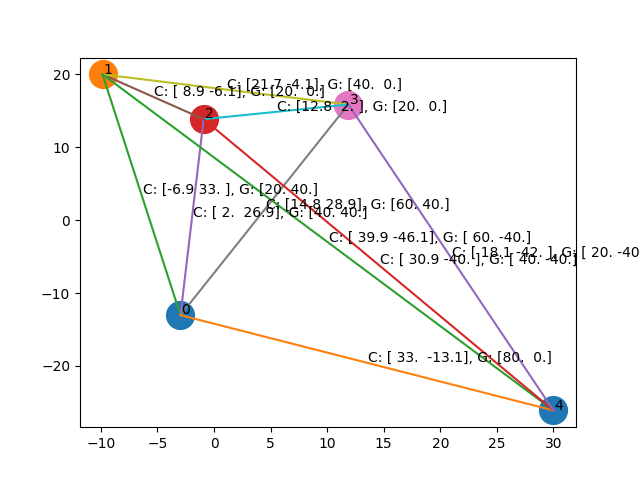 20
10
0
−10
−20
−10
−5
0
5
10
15
20
25
30
1
2
3
0
4
C: [21.7 -4.1], G: [40. 0.]
C: [ 8.9 -6.1], G: [20. 0.]
C: [12.8 2. ], G: [20. 0.]
C: [-6.9 33. ], G: [20. 40.]
C: [14.8 28.9], G: [60. 40.]
C: [ 2. 26.9], G: [40. 40.]
C: [ 39.9 -46.1], G: [ 60. -40.]
C: [ 18.1 -42. ], G: [ 20. -40
C: [ 30.9 -40. ], G: [ 40. -40.]
C: [ 33. -13.1], G: [80. 0.]